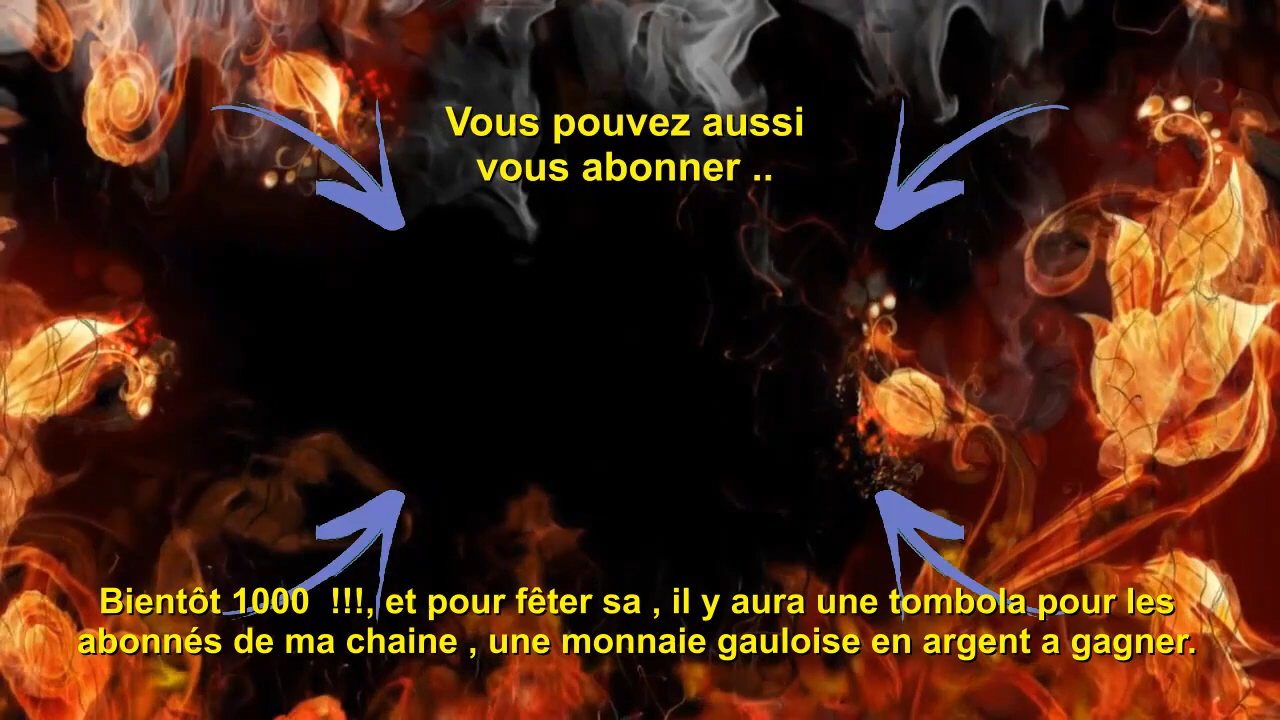 Vous pouvez aussi
vous abonner ..
Bientôt 1000  !!!, et pour fêter sa , il y aura une tombola pour les
abonnés de ma chaine , une monnaie gauloise en argent a gagner.